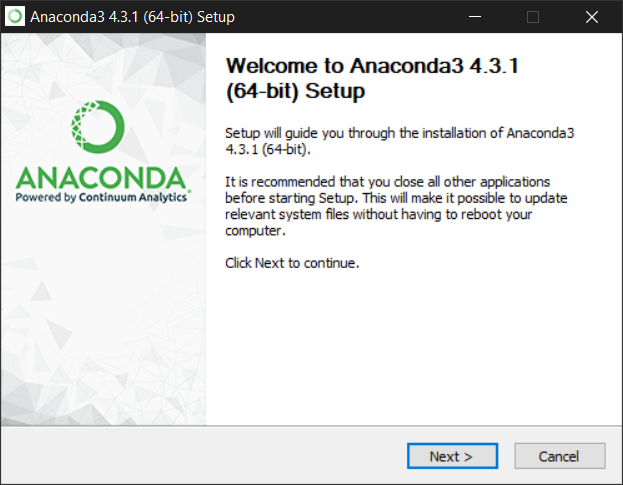 Anaconda3 4.3.1 (64-bit) Setup
Welcome to Anaconda3 4.3.1
(64-bit) Setup
Setup will guide you through the installation of Anaconda3
4.3.1 (64-bit).
It is recommended that you close all other applications
before starting Setup. This will make it possible to update
relevant system files without having to reboot your
computer.
Click Next to continue.
ANACONDA®
Powered by Continuum Analytics®
Next >
Cancel